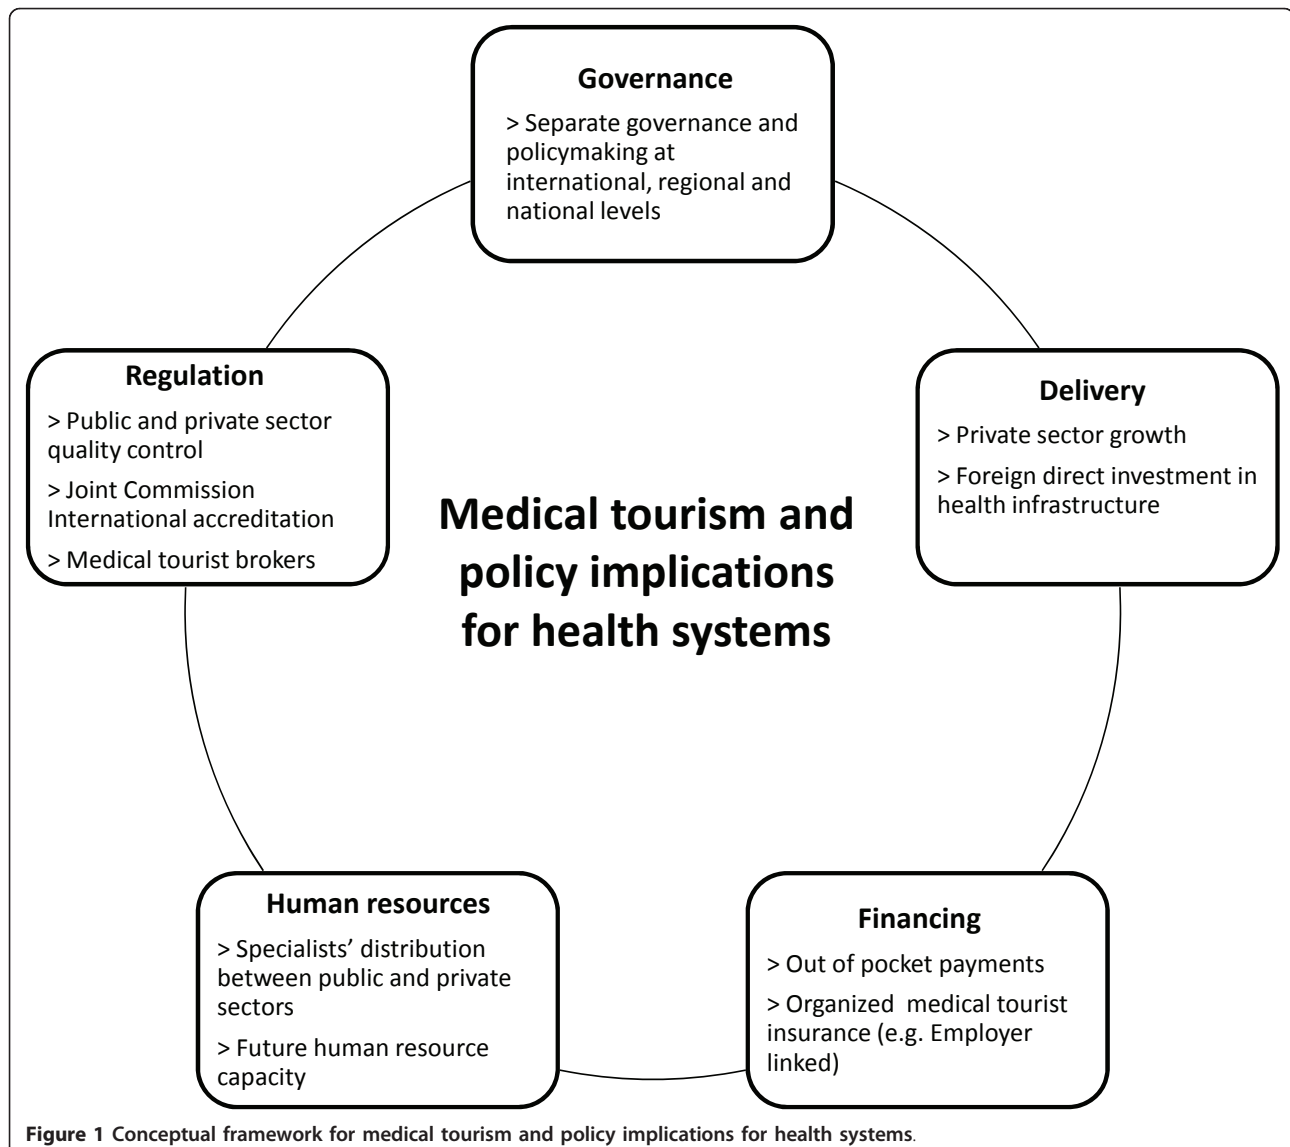 Governance
> Separate governance and
policymaking at
international, regional and
national levels
Regulation
> Public and private sector
quality control
> Joint Commission
International accreditation
> Medical tourist brokers
Delivery
> Private sector growth
> Foreign direct investment in
health infrastructure
Medical tourism and
policy implications
for health systems
Human resources
> Specialists’ distribution
between public and private
sectors
> Future human resource
capacity
Financing
> Out of pocket payments
> Organized medical tourist
insurance (e.g. Employer
linked)
Figure 1 Conceptual framework for medical tourism and policy implications for health systems.